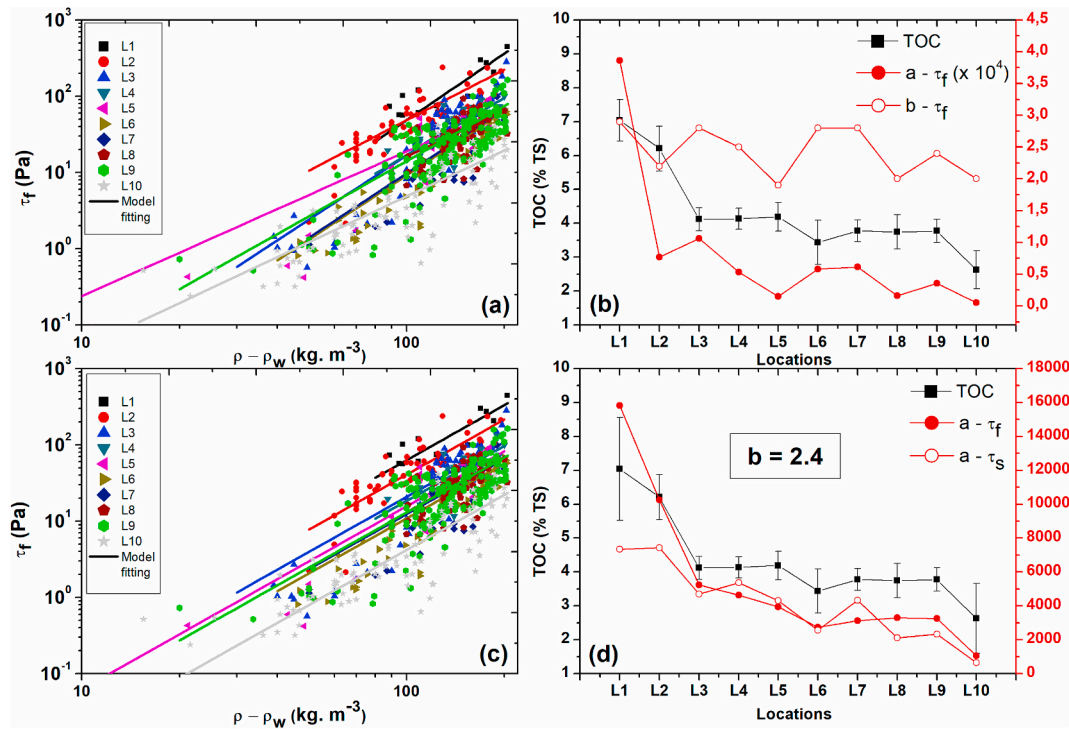 10³
10²
10¹
10⁰
10⁻¹
τf (Pa)
L1
L2
L3
L4
L5
L6
L7
L8
L9
L10
Model
fitting
(a)
10
100
ρ − ρw (kg. m⁻³)
10
9
8
7
6
5
4
3
2
1
TOC (% TS)
TOC
a - τf (x 10⁴)
b - τf
4,5
4,0
3,5
3,0
2,5
2,0
1,5
1,0
0,5
0,0
(b)
L1 L2 L3 L4 L5 L6 L7 L8 L9 L10
Locations
10³
10²
10¹
10⁰
10⁻¹
τf (Pa)
L1
L2
L3
L4
L5
L6
L7
L8
L9
L10
Model
fitting
(c)
10
100
ρ − ρw (kg. m⁻³)
10
9
8
7
6
5
4
3
2
1
TOC (% TS)
TOC
a - τf
a - τs
b = 2.4
18000
16000
14000
12000
10000
8000
6000
4000
2000
0
(d)
L1 L2 L3 L4 L5 L6 L7 L8 L9 L10
Locations